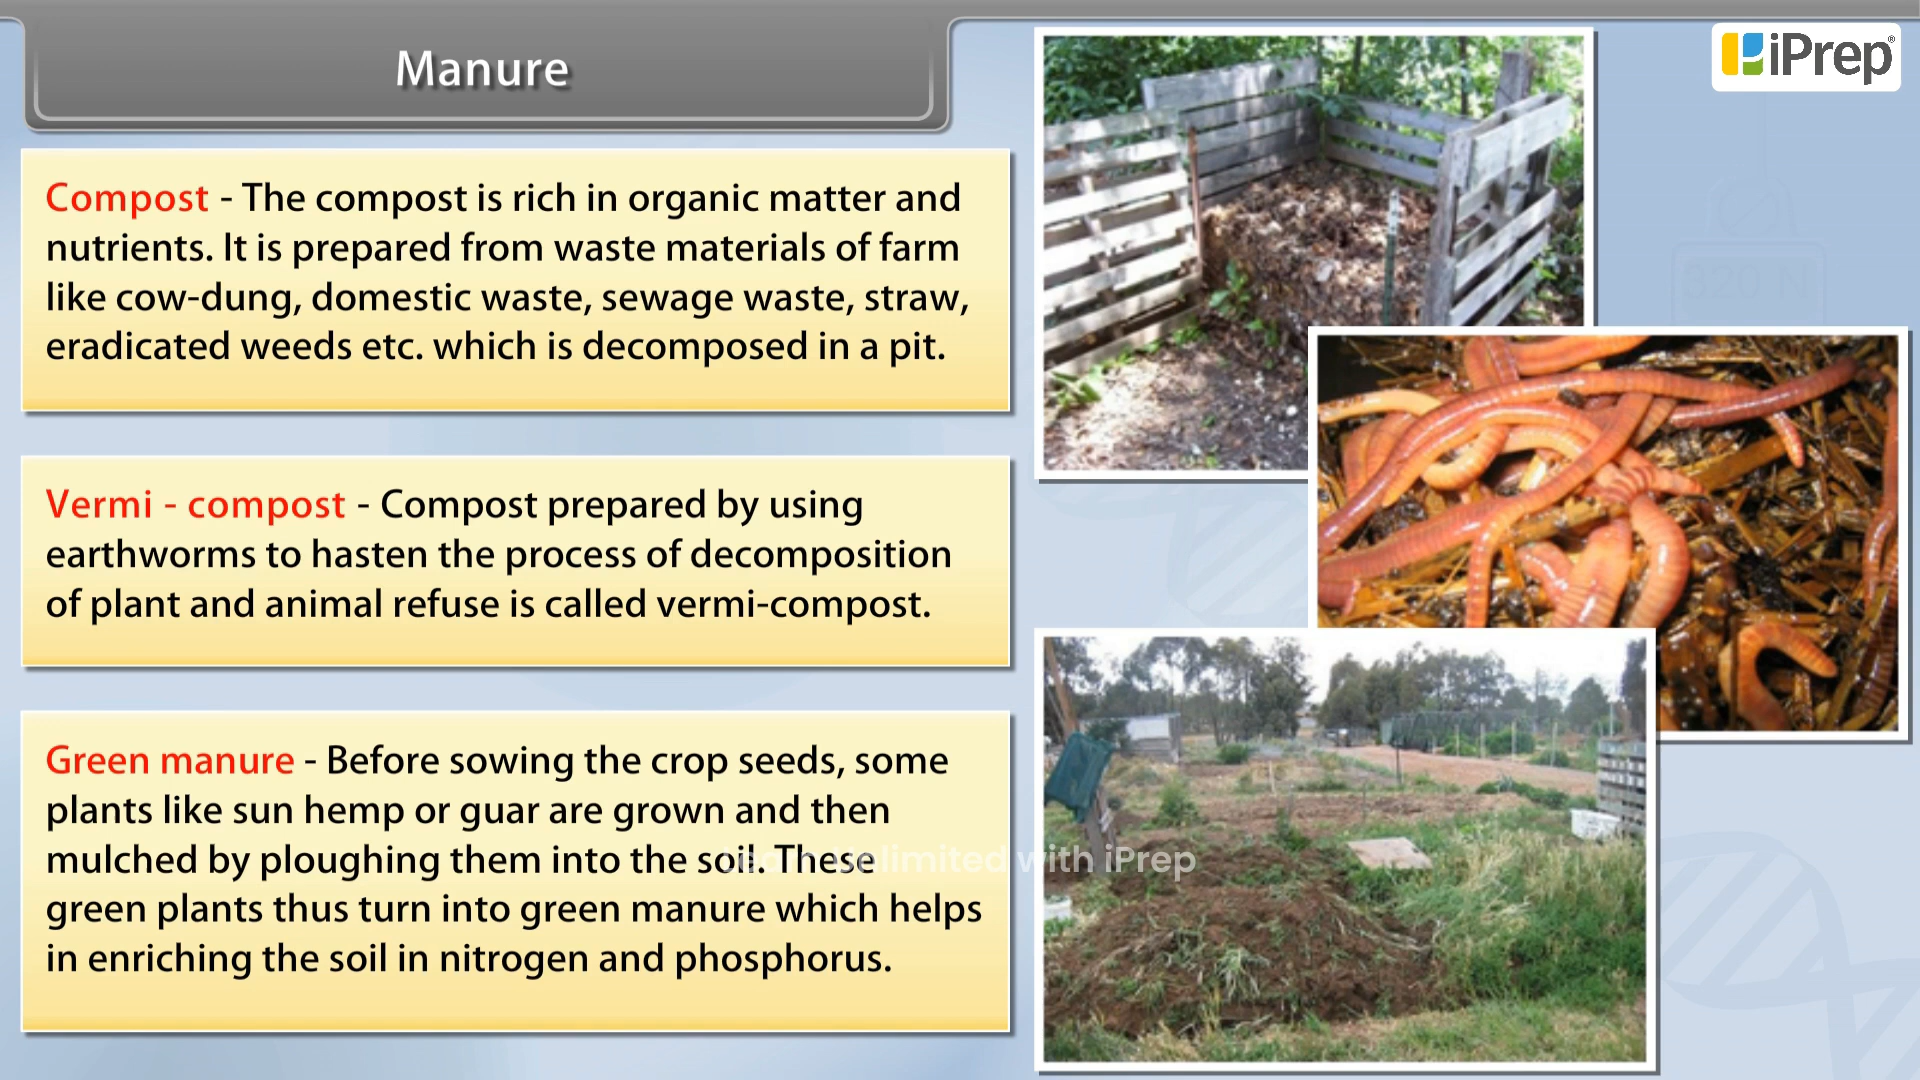 Manure
iPrep®
Compost - The compost is rich in organic matter and
nutrients. It is prepared from waste materials of farm
like cow-dung, domestic waste, sewage waste, straw,
eradicated weeds etc. which is decomposed in a pit.
320 N
Vermi - compost - Compost prepared by using
earthworms to hasten the process of decomposition
of plant and animal refuse is called vermi-compost.
Green manure - Before sowing the crop seeds, some
plants like sun hemp or guar are grown and then
mulched by ploughing them into the soil. These
green plants thus turn into green manure which helps
in enriching the soil in nitrogen and phosphorus.
Learn Unlimited with iPrep